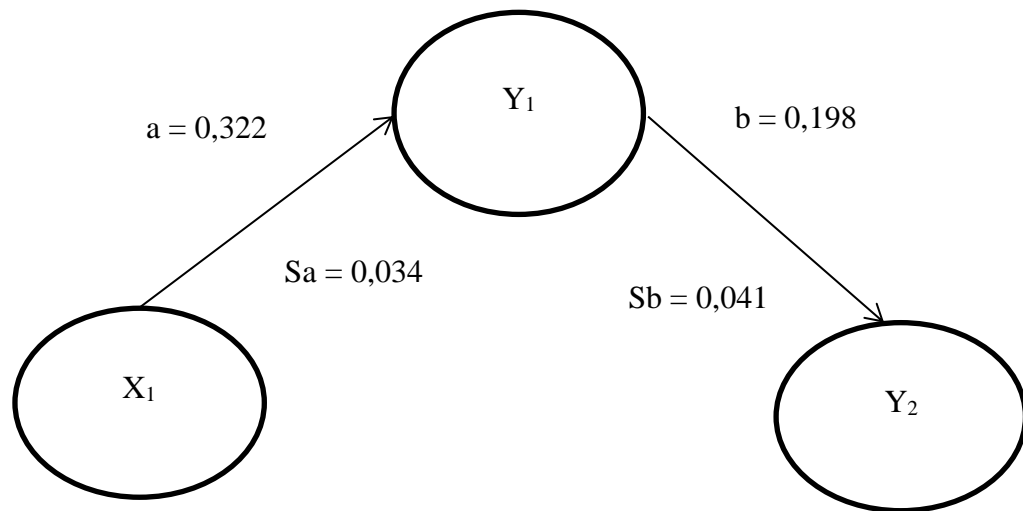 Y₁
a = 0,322
b = 0,198
Sa = 0,034
Sb = 0,041
X₁
Y₂